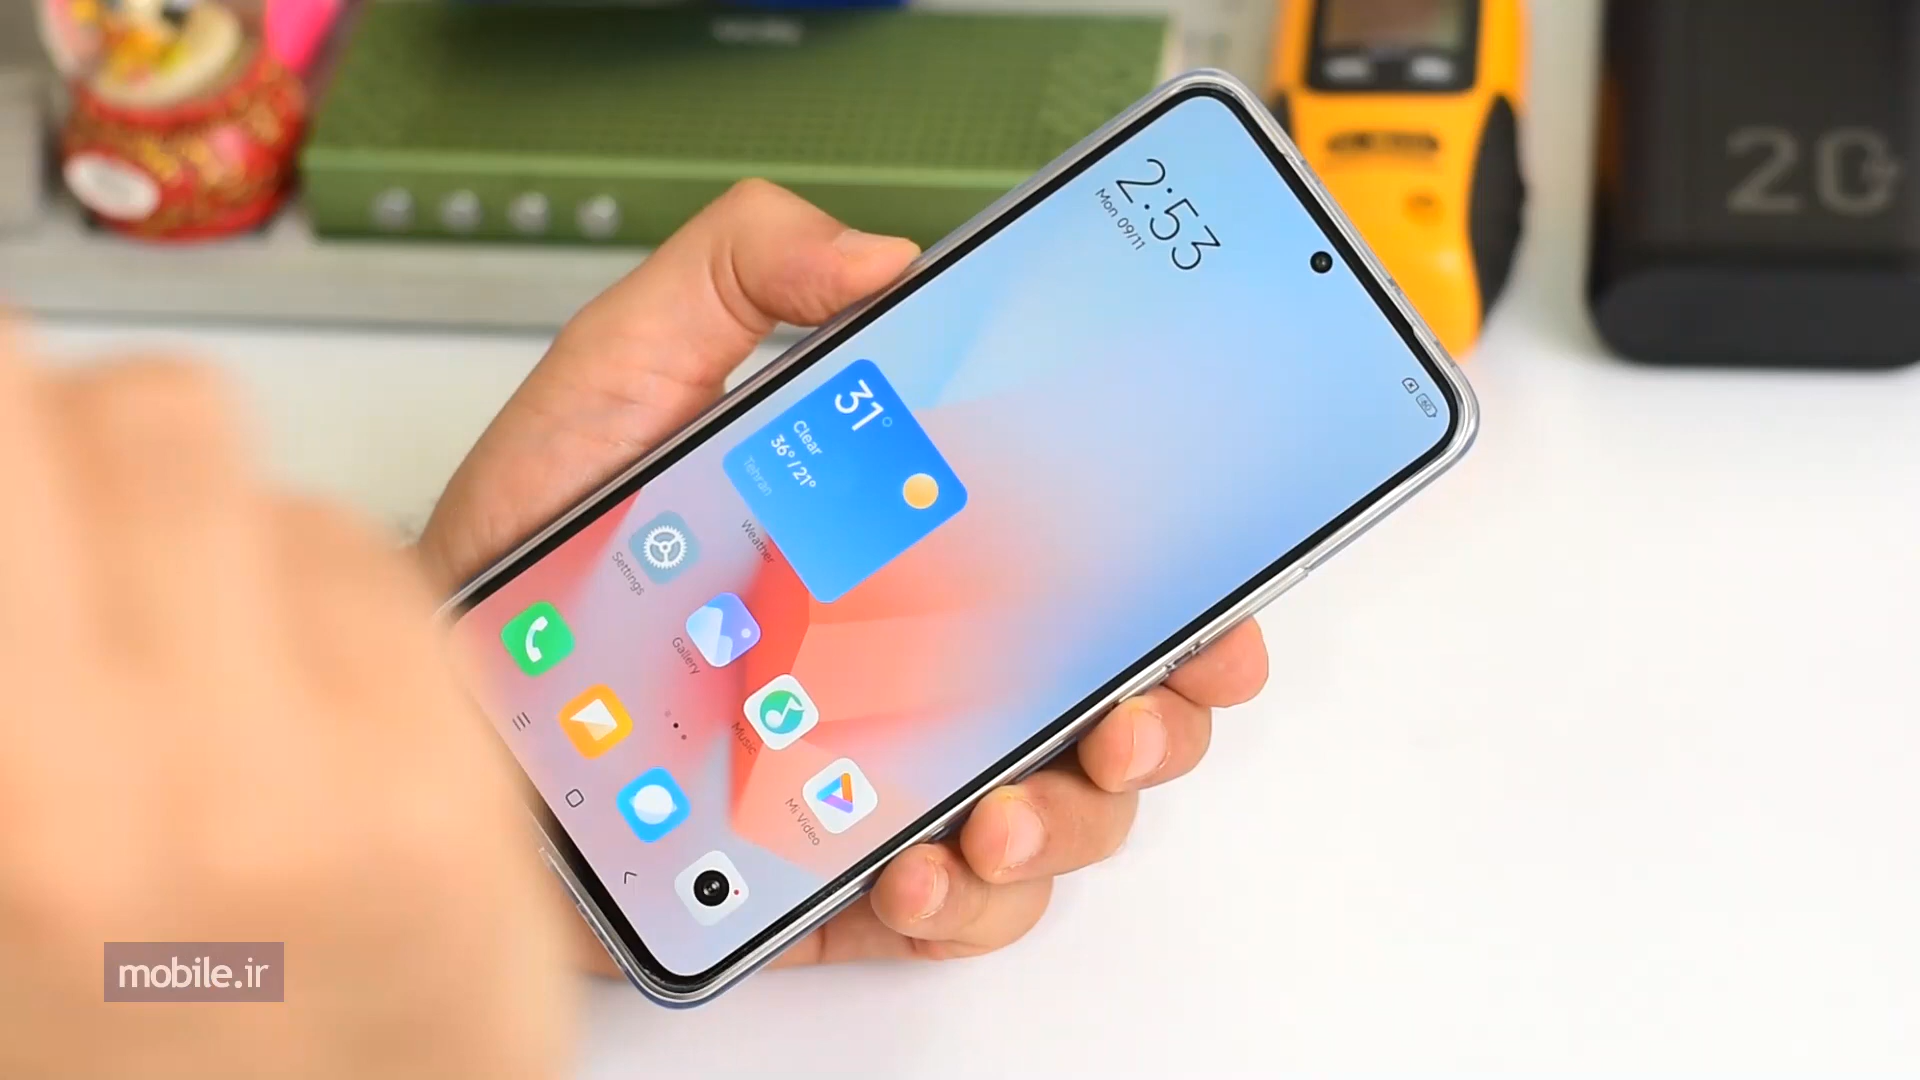 2:53
Mon 09/11
60
31°
Clear
36° / 21°
Tehran
Weather
Settings
Gallery
Music
Mi Video
20
mobile.ir